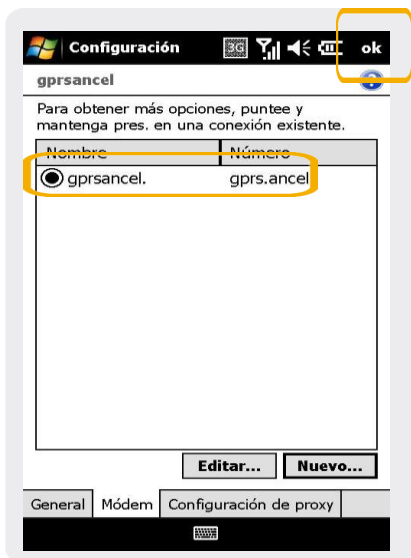 Configuración 3G ok
gprsancel ?
Para obtener más opciones, puntee y
mantenga pres. en una conexión existente.
Nombre Número
gprsancel. gprs.ancel
Editar... Nuevo...
General Módem Configuración de proxy